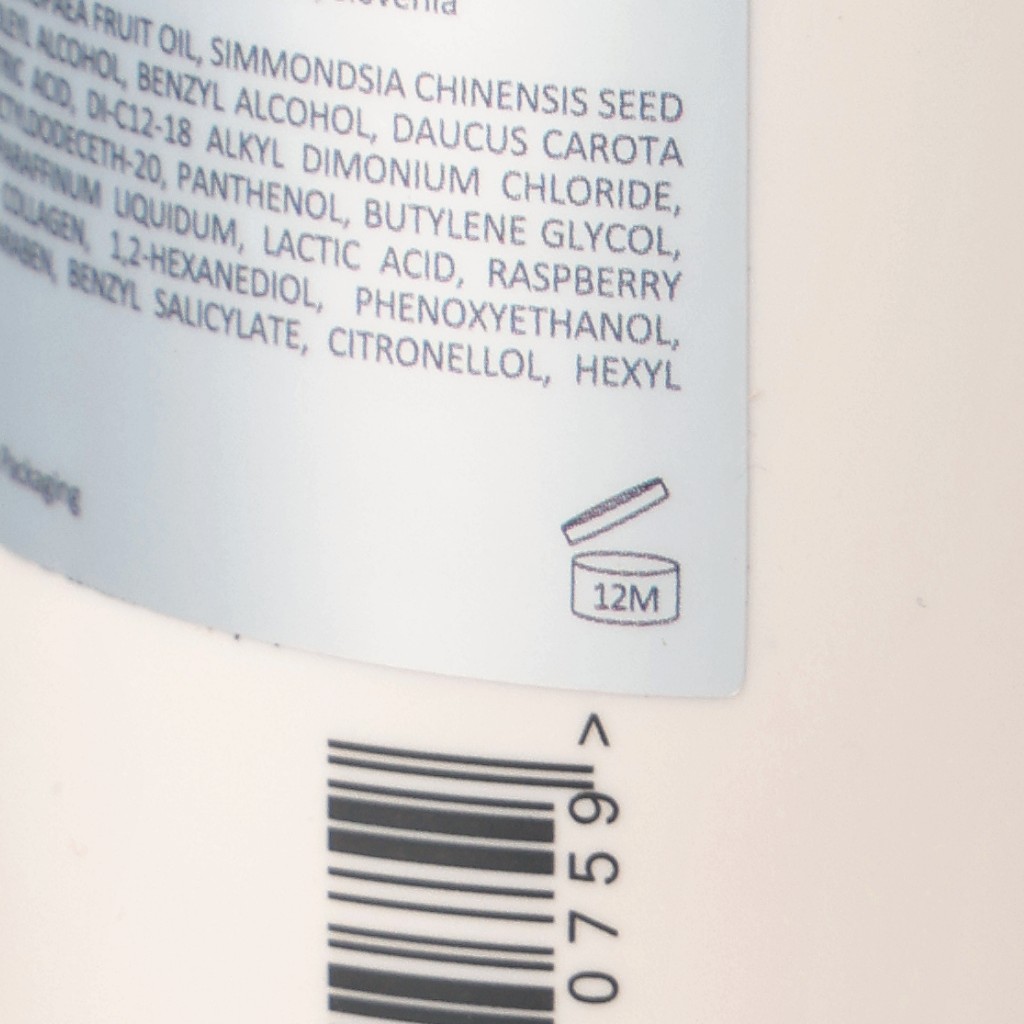 FRUIT OIL, SIMMONDSIA CHINENSIS SEED
ALCOHOL, BENZYL ALCOHOL, DAUCUS CAROTA
ACID, DI-C12-18 ALKYL DIMONIUM CHLORIDE,
PANTHENOL, BUTYLENE GLYCOL,
LIQUIDUM, LACTIC ACID, RASPBERRY
COLLAGEN, 1,2-HEXANEDIOL, PHENOXYETHANOL,
BENZYL SALICYLATE, CITRONELLOL, HEXYL
Packaging
12M
0759>